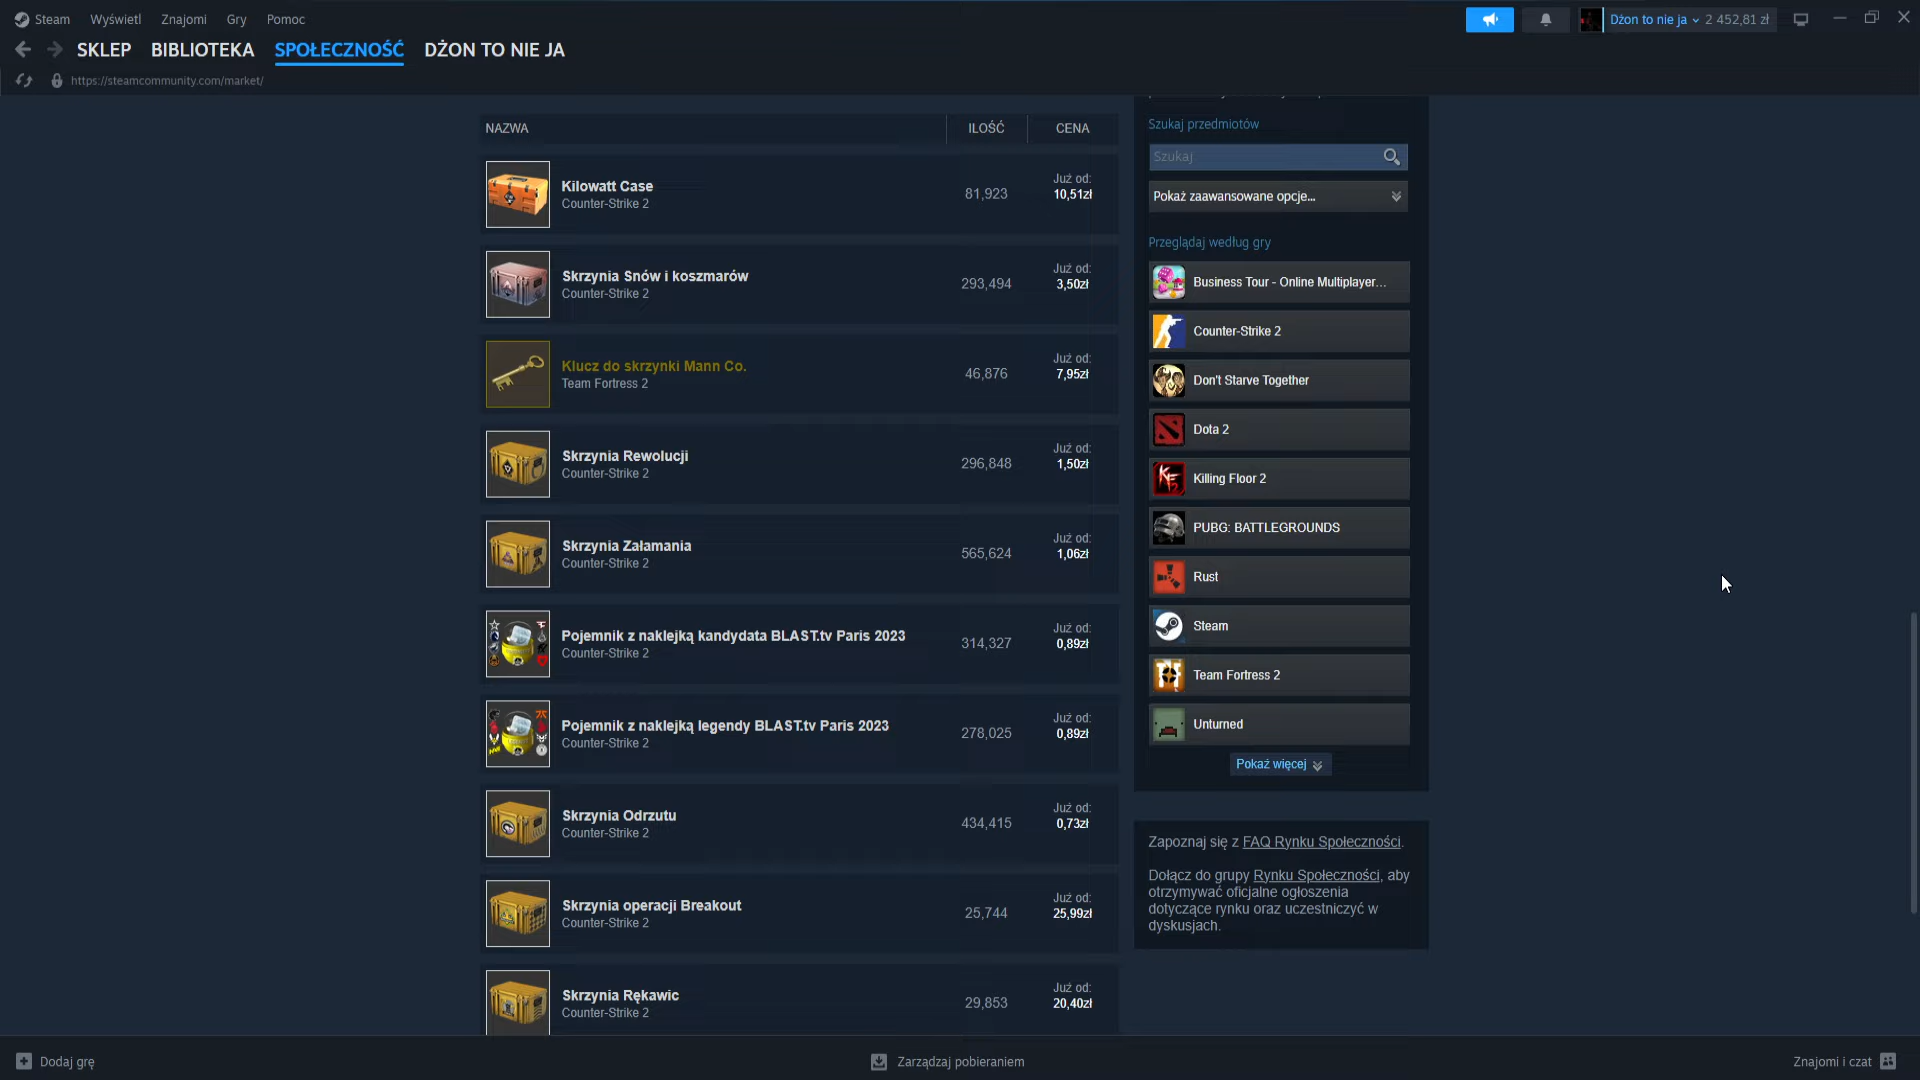 Steam Wyświetl Znajomi Gry Pomoc
Dżon to nie ja 2 452,81 zł
SKLEP BIBLIOTEKA SPOŁECZNOŚĆ DŻON TO NIE JA
https://steamcommunity.com/market/
NAZWA ILOŚĆ CENA
Kilowatt Case
Counter-Strike 2
81,923
Już od:
10,51zł
Skrzynia Snów i koszmarów
Counter-Strike 2
293,494
Już od:
3,50zł
Klucz do skrzynki Mann Co.
Team Fortress 2
46,876
Już od:
7,95zł
Skrzynia Rewolucji
Counter-Strike 2
296,848
Już od:
1,50zł
Skrzynia Załamania
Counter-Strike 2
565,624
Już od:
1,06zł
Pojemnik z naklejką kandydata BLAST.tv Paris 2023
Counter-Strike 2
314,327
Już od:
0,89zł
Pojemnik z naklejką legendy BLAST.tv Paris 2023
Counter-Strike 2
278,025
Już od:
0,89zł
Skrzynia Odrzutu
Counter-Strike 2
434,415
Już od:
0,73zł
Skrzynia operacji Breakout
Counter-Strike 2
25,744
Już od:
25,99zł
Skrzynia Rękawic
Counter-Strike 2
29,853
Już od:
20,40zł
Szukaj przedmiotów
Szukaj
Pokaż zaawansowane opcje...
Przeglądaj według gry
Business Tour - Online Multiplayer...
Counter-Strike 2
Don't Starve Together
Dota 2
Killing Floor 2
PUBG: BATTLEGROUNDS
Rust
Steam
Team Fortress 2
Unturned
Pokaż więcej
Zapoznaj się z FAQ Rynku Społeczności.
Dołącz do grupy Rynku Społeczności, aby
otrzymywać oficjalne ogłoszenia
dotyczące rynku oraz uczestniczyć w
dyskusjach.
Dodaj grę
Zarządzaj pobieraniem
Znajomi i czat